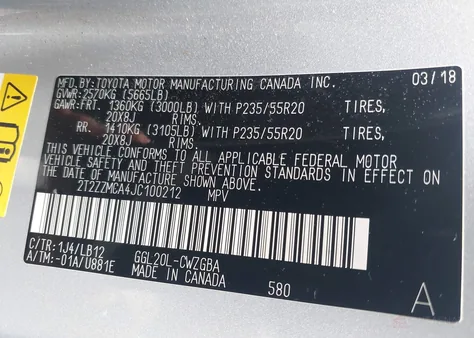 MFD.BY:TOYOTA MOTOR MANUFACTURING CANADA INC. 03/18
GVWR:2570KG (5665LB)
GAWR:FRT. 1360KG (3000LB) WITH P235/55R20 TIRES,
20X8J RIMS.
RR. 1410KG (3105LB) WITH P235/55R20 TIRES,
20X8J RIMS.
THIS VEHICLE CONFORMS TO ALL APPLICABLE FEDERAL MOTOR
VEHICLE SAFETY AND THEFT PREVENTION STANDARDS IN EFFECT ON
THE DATE OF MANUFACTURE SHOWN ABOVE.
2T2ZZMCA4JC100212 MPV
C/TR:1J4/LB12 GGL20L-CWZGBA
A/TM:-01A/U881E MADE IN CANADA 580 A